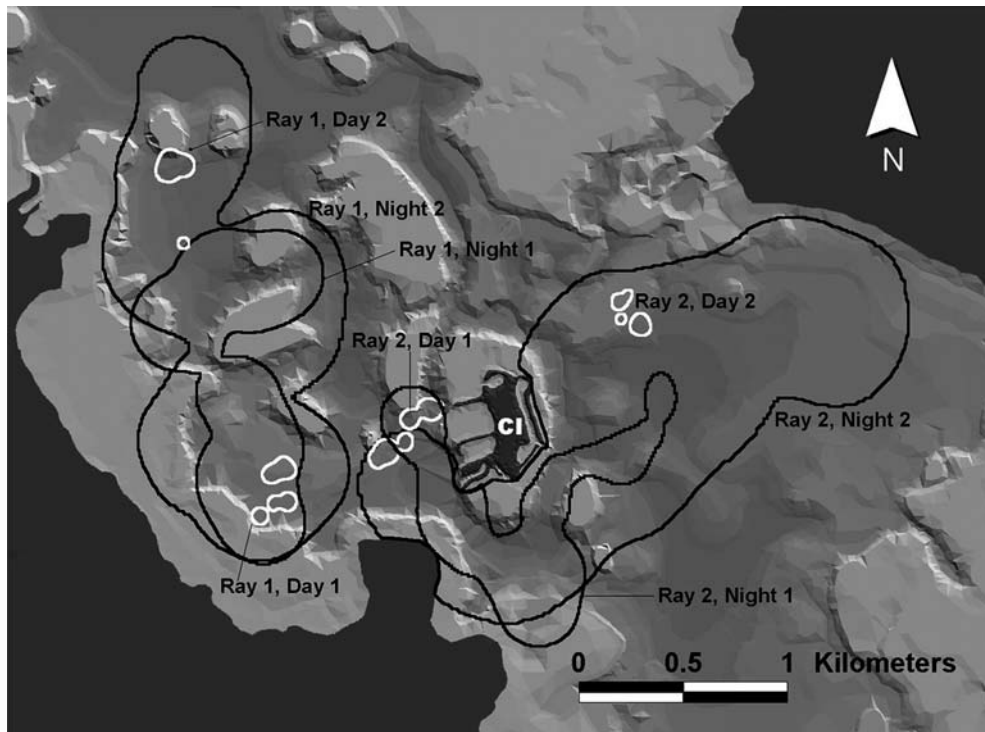 Ray 1, Day 2
N
Ray 1, Night 2
Ray 1, Night 1
Ray 2, Day 2
Ray 2, Day 1
CI
Ray 2, Night 2
Ray 1, Day 1
Ray 2, Night 1
0 0.5 1 Kilometers